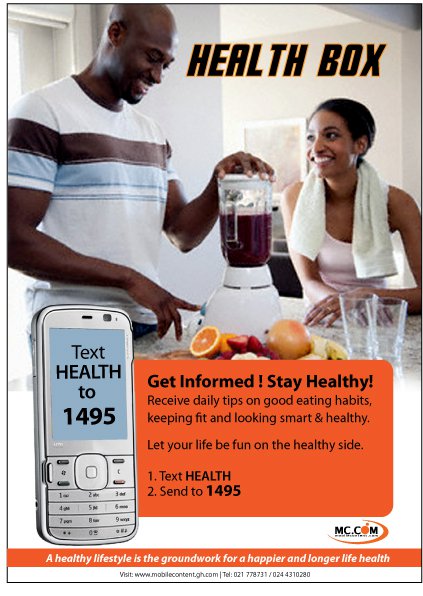 HEALTH BOX
Text
HEALTH
to
1495
Get Informed ! Stay Healthy!
Receive daily tips on good eating habits,
keeping fit and looking smart & healthy.
Let your life be fun on the healthy side.
1. Text HEALTH
2. Send to 1495
MC.COM
A healthy lifestyle is the groundwork for a happier and longer life health
Visit: www.mobilecontent.gh.com | Tel: 021 778731 / 024 4310280